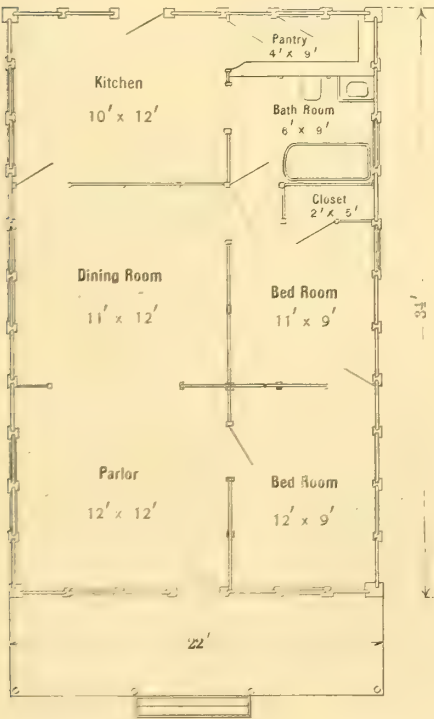 Pantry
4' x 9'
Kitchen
10' x 12'
Bath Room
6' x 9'
Closet
2' x 5'
Dining Room
11' x 12'
Bed Room
11' x 9'
34'
Parlor
12' x 12'
Bed Room
12' x 9'
22'